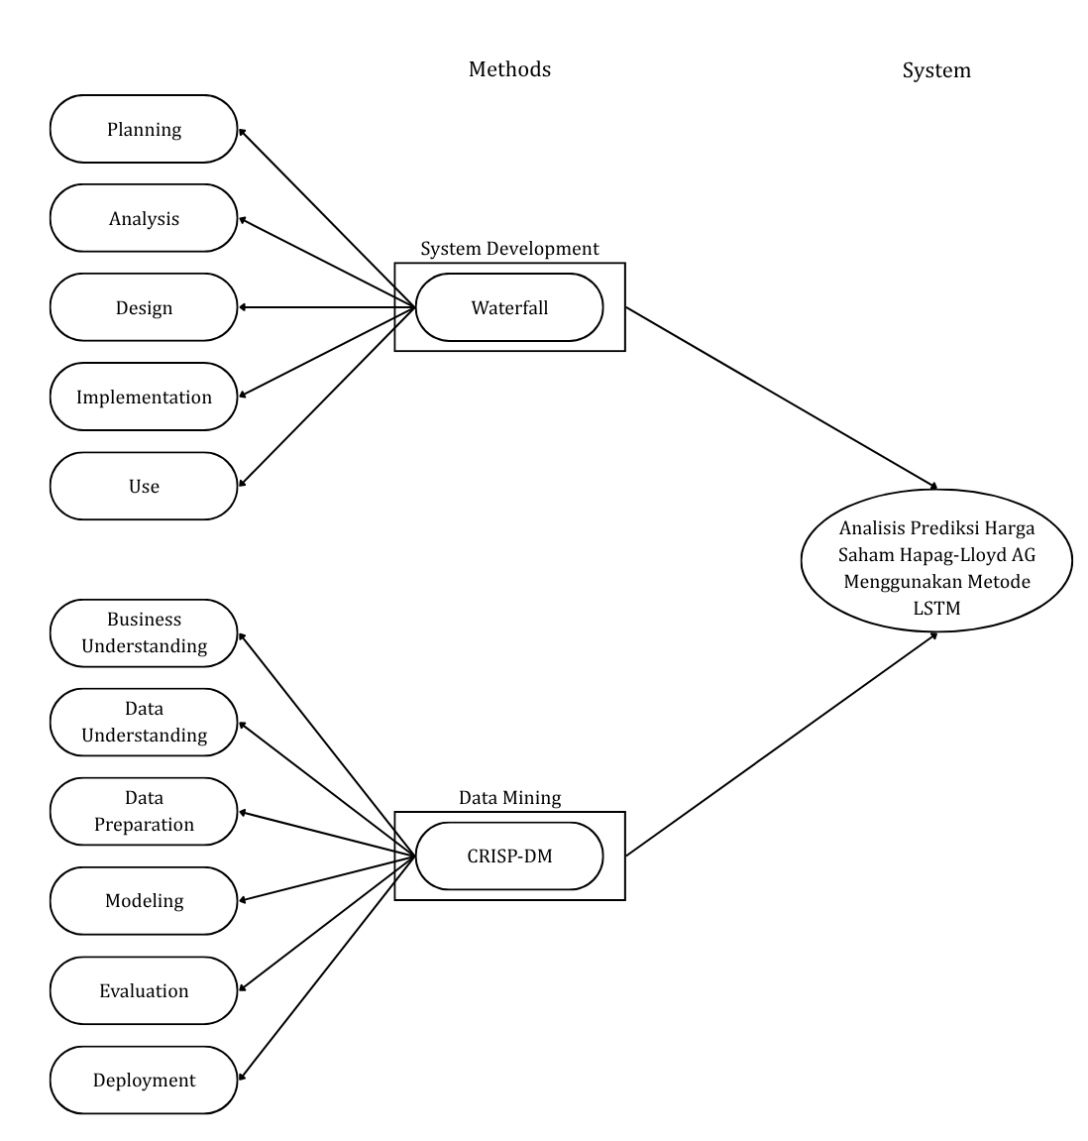 Methods
System
Planning
Analysis
Design
Implementation
Use
System Development
Waterfall
Analisis Prediksi Harga
Saham Hapag-Lloyd AG
Menggunakan Metode
LSTM
Business
Understanding
Data
Understanding
Data
Preparation
Modeling
Evaluation
Deployment
Data Mining
CRISP-DM